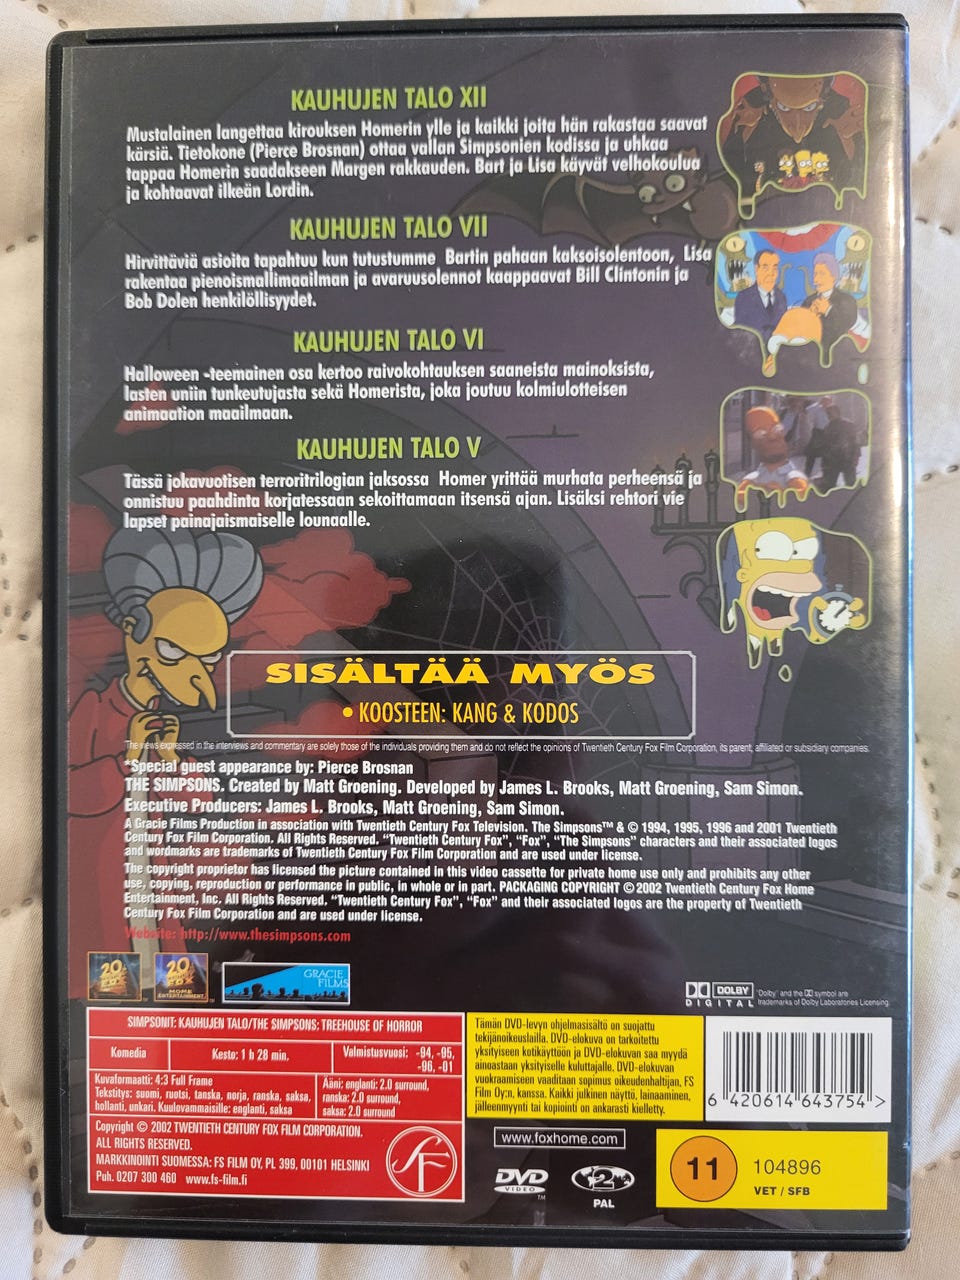 KAUHUJEN TALO XII
Mustalainen langettaa kirouksen Homerin ylle ja kaikki joita hän rakastaa saavat
kärsiä. Tietokone (Pierce Brosnan) ottaa vallan Simpsonien kodissa ja uhkaa
tappaa Homerin saadakseen Margen rakkauden. Bart ja Lisa käyvät velhokoulua
ja kohtaavat ilkeän Lordin.
KAUHUJEN TALO VII
Hirvittäviä asioita tapahtuu kun tutustumme Bartin pahaan kaksoisolentoon, Lisa
rakentaa pienoismallimaailman ja avaruusolennot kaappaavat Bill Clintonin ja
Bob Dolen henkilöllisyydet.
KAUHUJEN TALO VI
Halloween -teemainen osa kertoo raivokohtauksen saaneista mainoksista,
lasten uniin tunkeutujasta sekä Homerista, joka joutuu kolmiulotteisen
animaation maailmaan.
KAUHUJEN TALO V
Tässä jokavuotisen terroritrilogian jaksossa Homer yrittää murhata perheensä ja
onnistuu paahdinta korjatessaan sekoittamaan itsensä ajan. Lisäksi rehtori vie
lapset painajaismaiselle lounaalle.
SISÄLTÄÄ MYÖS
• KOOSTEEN: KANG & KODOS
The views expressed in the interviews and commentary are solely those of the individuals providing them and do not reflect the opinions of Twentieth Century Fox Film Corporation, its parent, affiliated or subsidiary companies.
*Special guest appearance by: Pierce Brosnan
THE SIMPSONS. Created by Matt Groening. Developed by James L. Brooks, Matt Groening, Sam Simon.
Executive Producers: James L. Brooks, Matt Groening, Sam Simon.
A Gracie Films Production in association with Twentieth Century Fox Television. The Simpsons™ & © 1994, 1995, 1996 and 2001 Twentieth
Century Fox Film Corporation. All Rights Reserved. “Twentieth Century Fox”, “Fox”, “The Simpsons” characters and their associated logos
and wordmarks are trademarks of Twentieth Century Fox Film Corporation and are used under license.
The copyright proprietor has licensed the picture contained in this video cassette for private home use only and prohibits any other
use, copying, reproduction or performance in public, in whole or in part. PACKAGING COPYRIGHT © 2002 Twentieth Century Fox Home
Entertainment, Inc. All Rights Reserved. “Twentieth Century Fox”, “Fox” and their associated logos are the property of Twentieth
Century Fox Film Corporation and are used under license.
Website: http://www.thesimpsons.com
20th CENTURY FOX
20th CENTURY FOX HOME ENTERTAINMENT
GRACIE FILMS
DOLBY DIGITAL
"Dolby" and the DD symbol are
trademarks of Dolby Laboratories Licensing.
SIMPSONIT: KAUHUJEN TALO/THE SIMPSONS: TREEHOUSE OF HORROR
Komedia
Kesto: 1 h 28 min.
Valmistusvuosi: -94, -95,
-96, -01
Kuvaformaatti: 4:3 Full Frame
Tekstitys: suomi, ruotsi, tanska, norja, ranska, saksa,
hollanti, unkari. Kuulovammaisille: englanti, saksa
Ääni: englanti: 2.0 surround,
ranska: 2.0 surround,
saksa: 2.0 surround
Copyright © 2002 TWENTIETH CENTURY FOX FILM CORPORATION.
ALL RIGHTS RESERVED.
MARKKINOINTI SUOMESSA: FS FILM OY, PL 399, 00101 HELSINKI
Puh. 0207 300 460 www.fs-film.fi
SF
Tämän DVD-levyn ohjelmasisältö on suojattu
tekijänoikeuslailla. DVD-elokuva on tarkoitettu
yksityiseen kotikäyttöön ja DVD-elokuvan saa myydä
ainoastaan yksityiselle kuluttajalle. DVD-elokuvan
vuokraamiseen vaaditaan sopimus oikeudenhaltijan, FS
Film Oy:n, kanssa. Kaikki julkinen näyttö, lainaaminen,
jälleenmyynti tai kopiointi on ankarasti kielletty.
6 420614 643754 >
www.foxhome.com
DVD VIDEO™
2
PAL
11
104896
VET / SFB